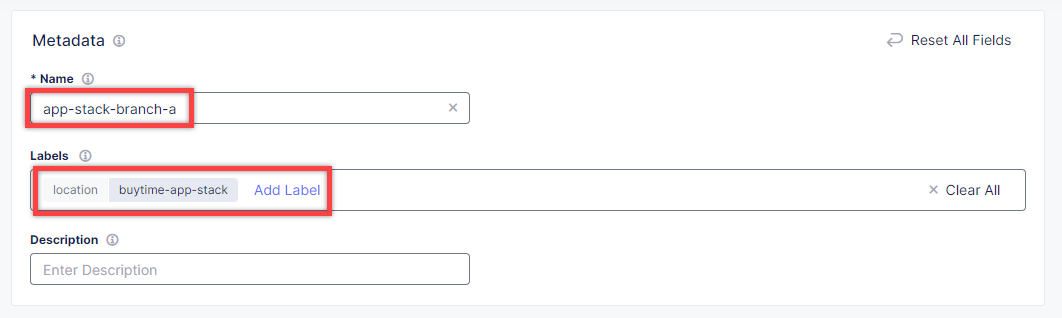 Metadata
Reset All Fields
* Name
app-stack-branch-a
Labels
location buytime-app-stack Add Label
Clear All
Description
Enter Description